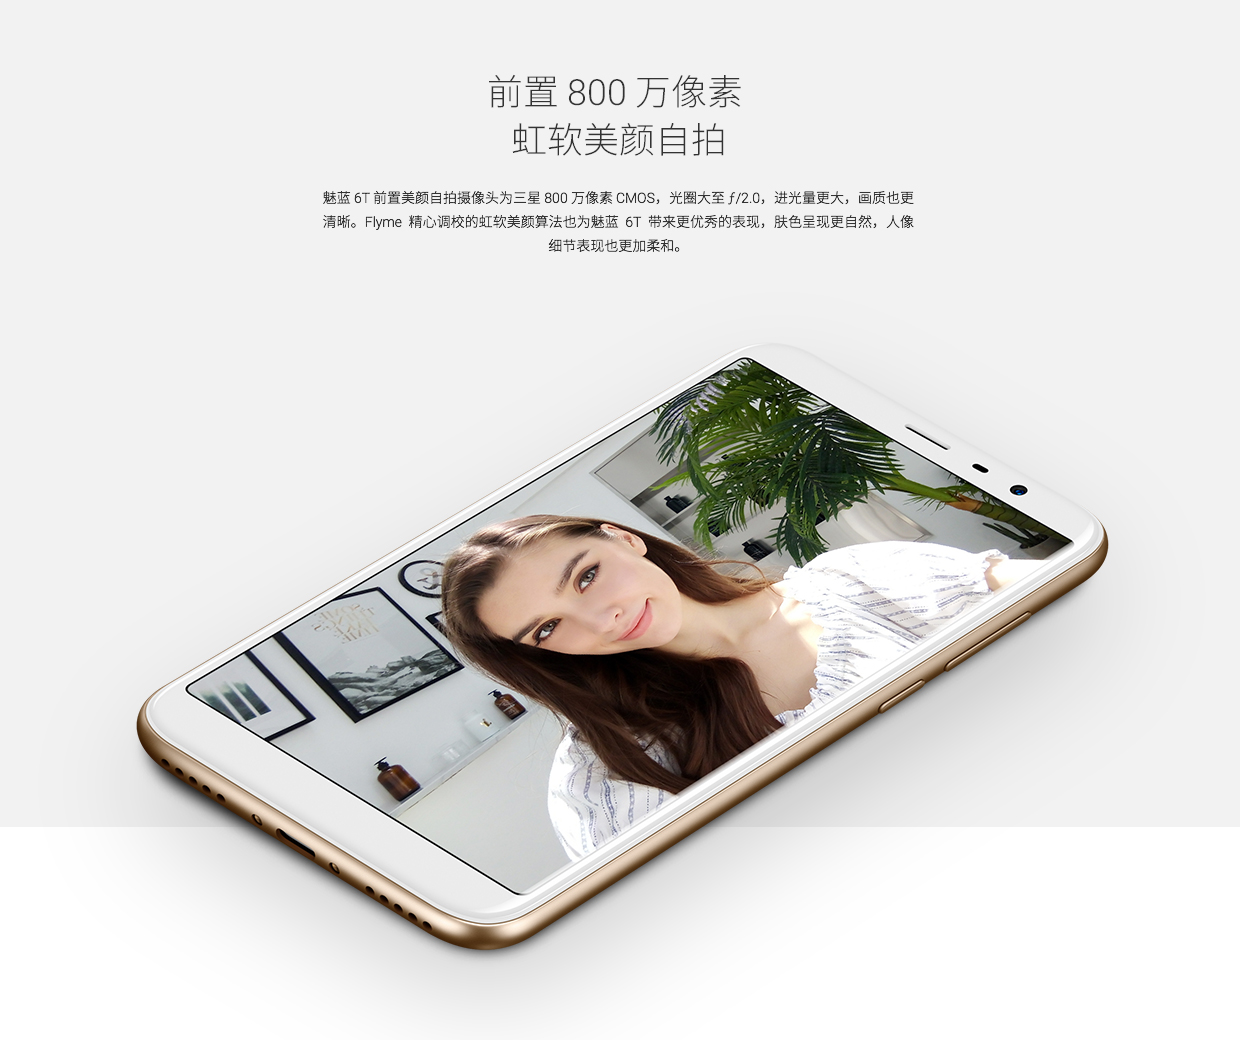 前置 800 万像素
虹软美颜自拍
魅蓝 6T 前置美颜自拍摄像头为三星 800 万像素 CMOS，光圈大至 ƒ/2.0，进光量更大，画质也更
清晰。Flyme 精心调校的虹软美颜算法也为魅蓝 6T 带来更优秀的表现，肤色呈现更自然，人像
细节表现也更加柔和。